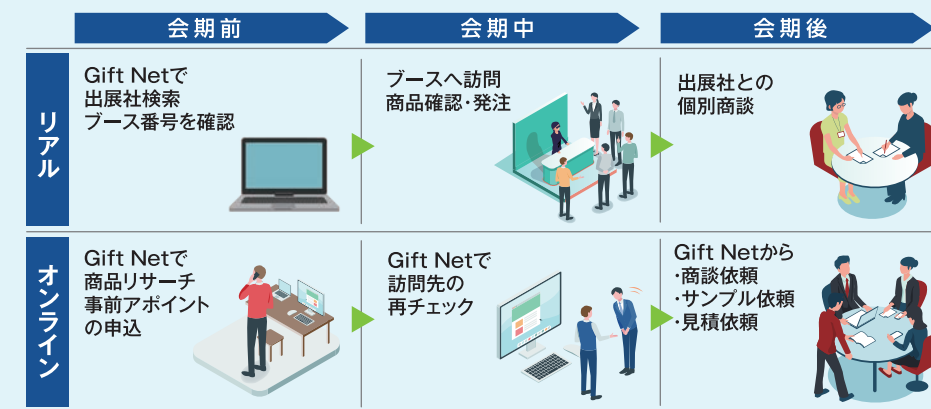 会期前
会期中
会期後
リアル
Gift Netで
出展社検索
ブース番号を確認
ブースへ訪問
商品確認・発注
出展社との
個別商談
オンライン
Gift Netで
商品リサーチ
事前アポイント
の申込
Gift Netで
訪問先の
再チェック
Gift Netから
・商談依頼
・サンプル依頼
・見積依頼